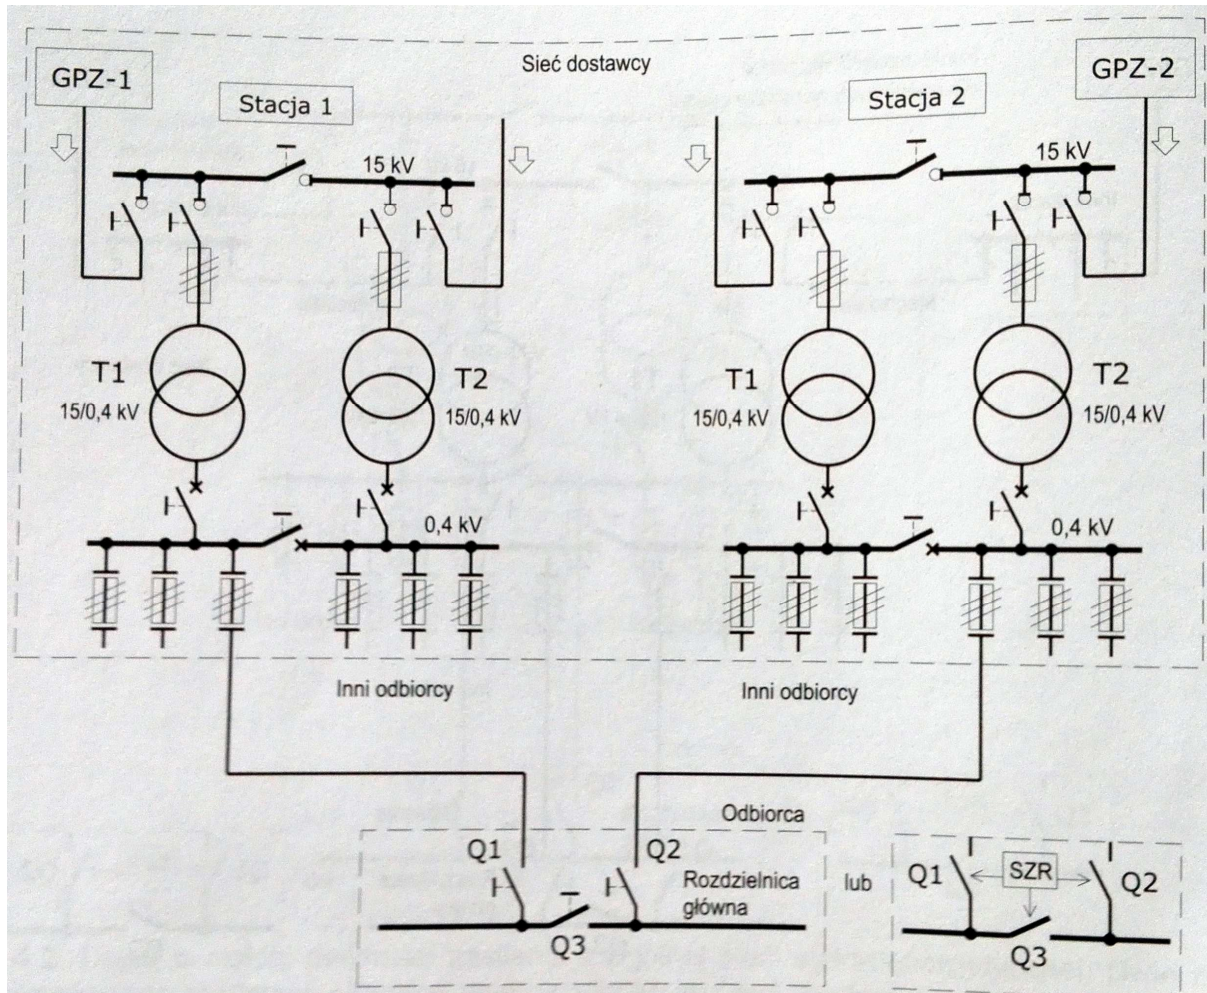 Sieć dostawcy
GPZ-1
GPZ-2
Stacja 1
Stacja 2
15 kV
15 kV
T1
15/0,4 kV
T2
15/0,4 kV
T1
15/0,4 kV
T2
15/0,4 kV
0,4 kV
0,4 kV
Inni odbiorcy
Inni odbiorcy
Odbiorca
Q1
Q2
Rozdzielnica
główna
Q3
lub
Q1
SZR
Q2
Q3